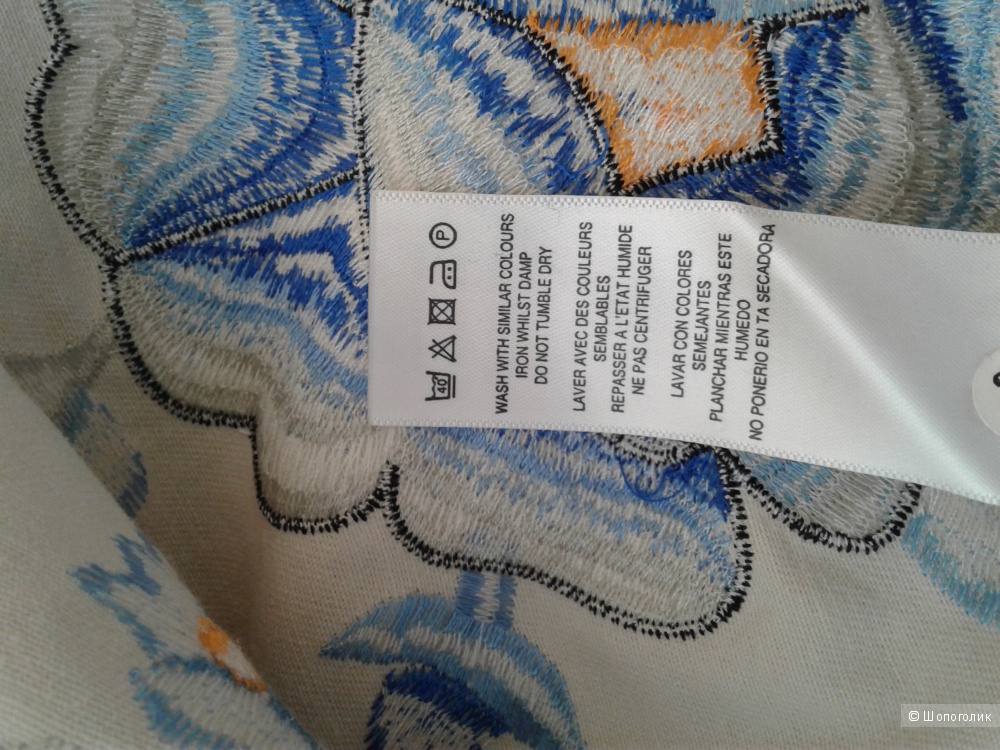 40
P
WASH WITH SIMILAR COLOURS
IRON WHILST DAMP
DO NOT TUMBLE DRY
LAVER AVEC DES COULEURS
SEMBLABLES
REPASSER A L'ETAT HUMIDE
NE PAS CENTRIFUGER
LAVAR CON COLORES
SEMEJANTES
PLANCHAR MIENTRAS ESTE
HUMEDO
NO PONERIO EN TA SECADORA
© Шопоголик